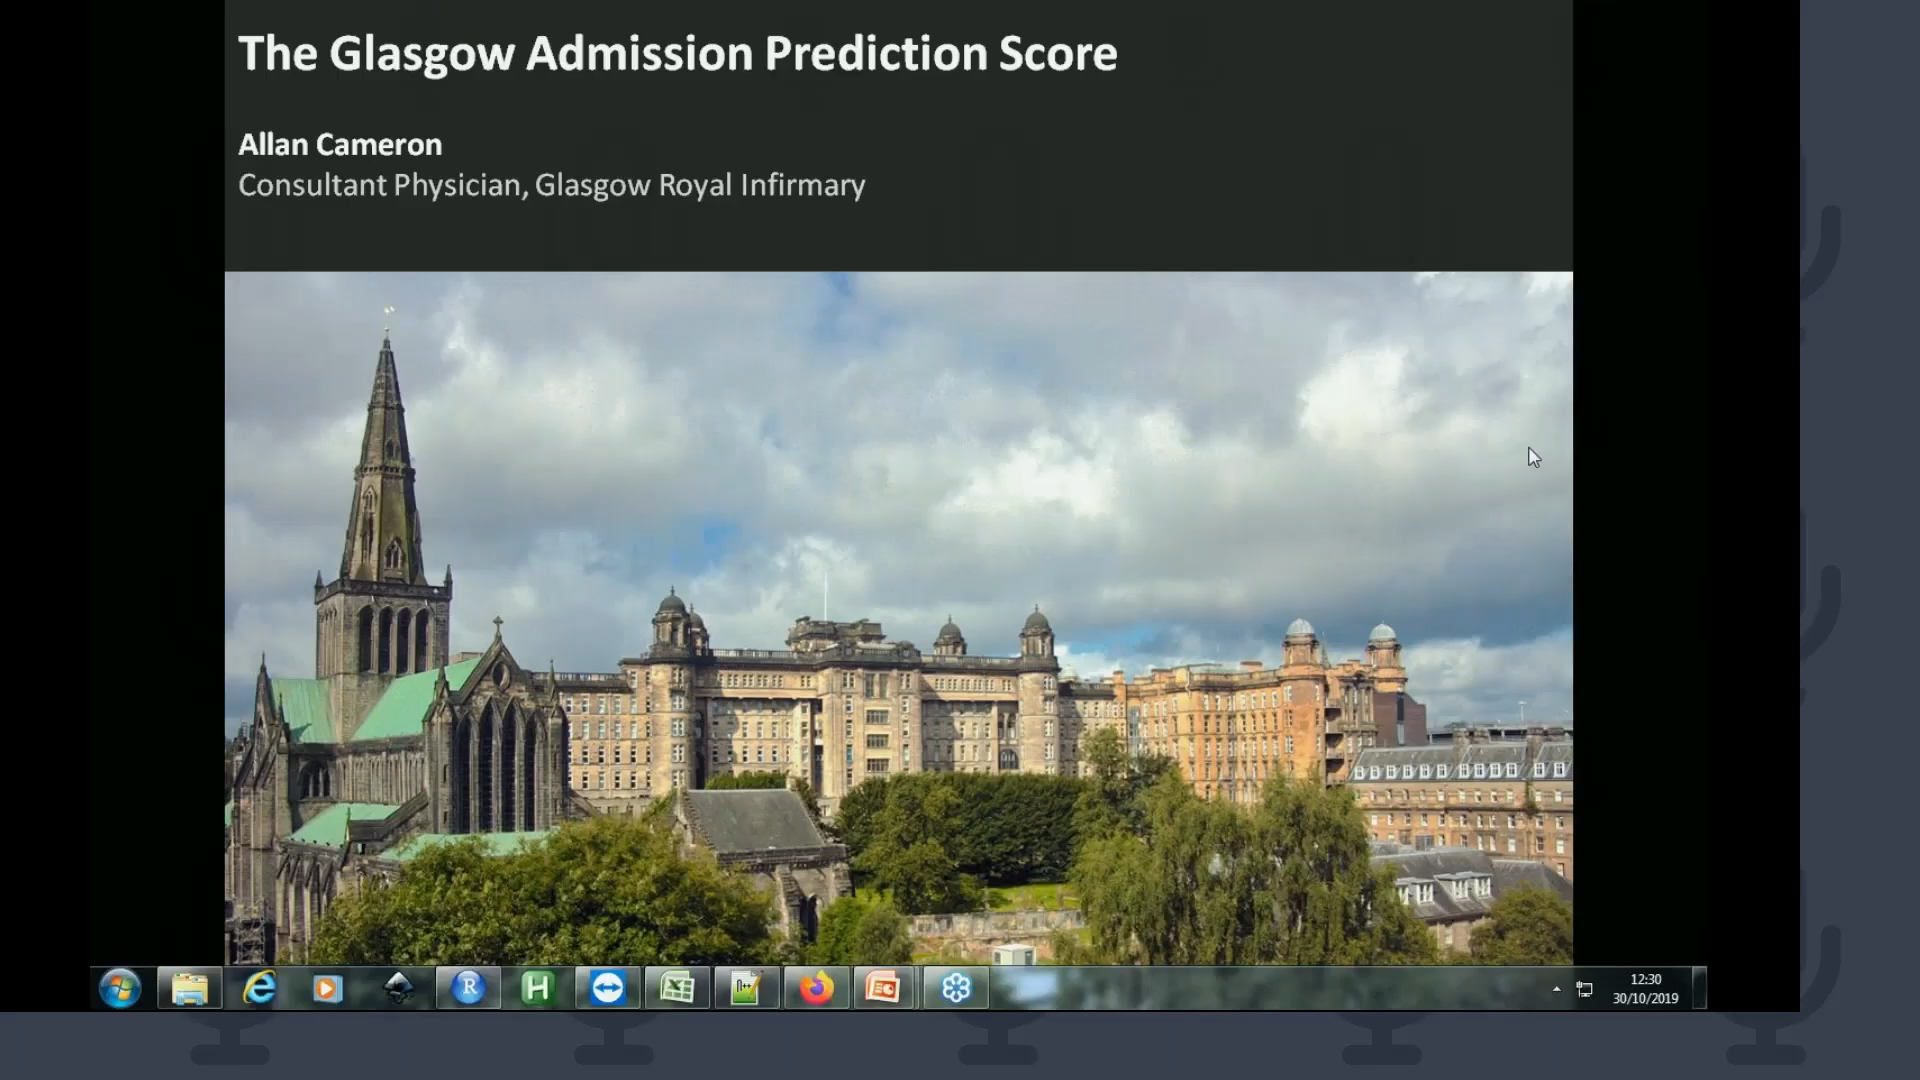 The Glasgow Admission Prediction Score
Allan Cameron
Consultant Physician, Glasgow Royal Infirmary
R
H
n++
12:30
30/10/2019